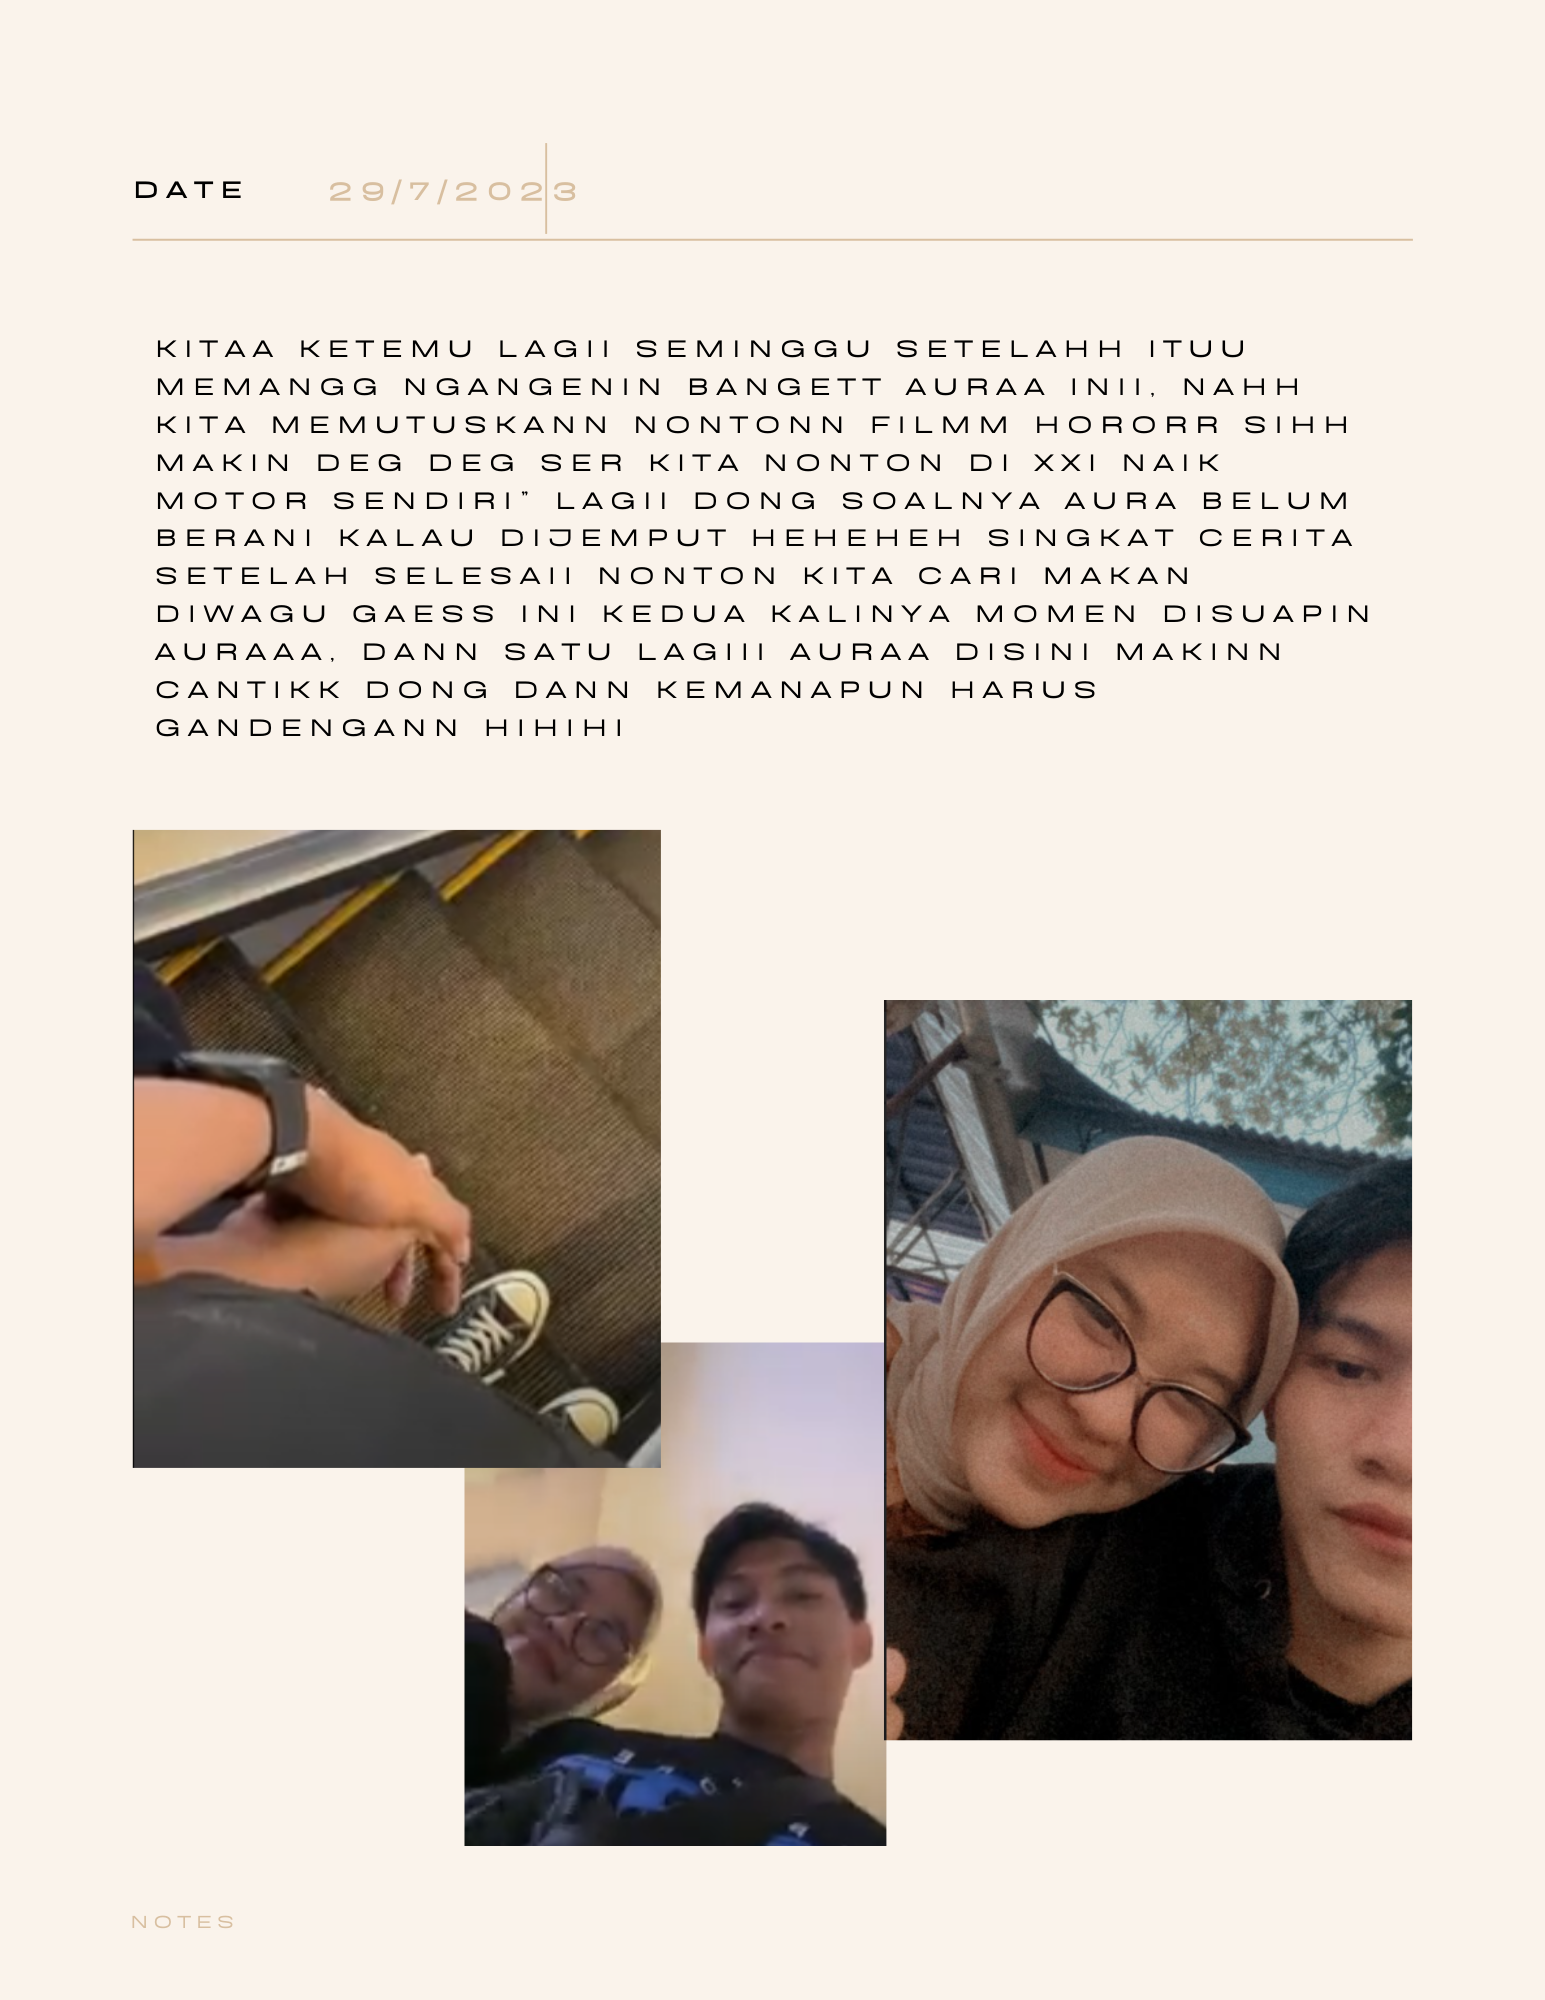 DATE 29/7/2023
KITAA KETEMU LAGII SEMINGGU SETELAHH ITUU
MEMANGG NGANGENIN BANGETT AURAA INII, NAHH
KITA MEMUTUSKANN NONTONN FILMM HORORR SIHH
MAKIN DEG DEG SER KITA NONTON DI XXI NAIK
MOTOR SENDIRI” LAGII DONG SOALNYA AURA BELUM
BERANI KALAU DIJEMPUT HEHEHEH SINGKAT CERITA
SETELAH SELESAII NONTON KITA CARI MAKAN
DIWAGU GAESS INI KEDUA KALINYA MOMEN DISUAPIN
AURAAA, DANN SATU LAGIII AURAA DISINI MAKINN
CANTIKK DONG DANN KEMANAPUN HARUS
GANDENGANN HIHIHI
NOTES